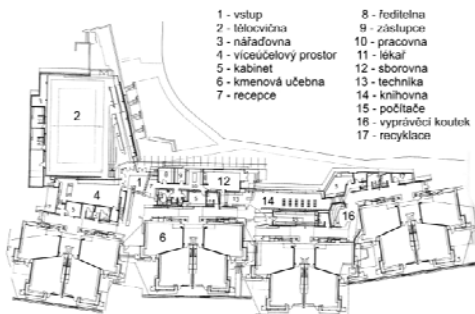 1 - vstup
2 - tělocvična
3 - nářaďovna
4 - víceúčelový prostor
5 - kabinet
6 - kmenová učebna
7 - recepce
8 - ředitelna
9 - zástupce
10 - pracovna
11 - lékař
12 - sborovna
13 - technika
14 - knihovna
15 - počítače
16 - vyprávěcí koutek
17 - recyklace
2
4
1
12
14
16
6